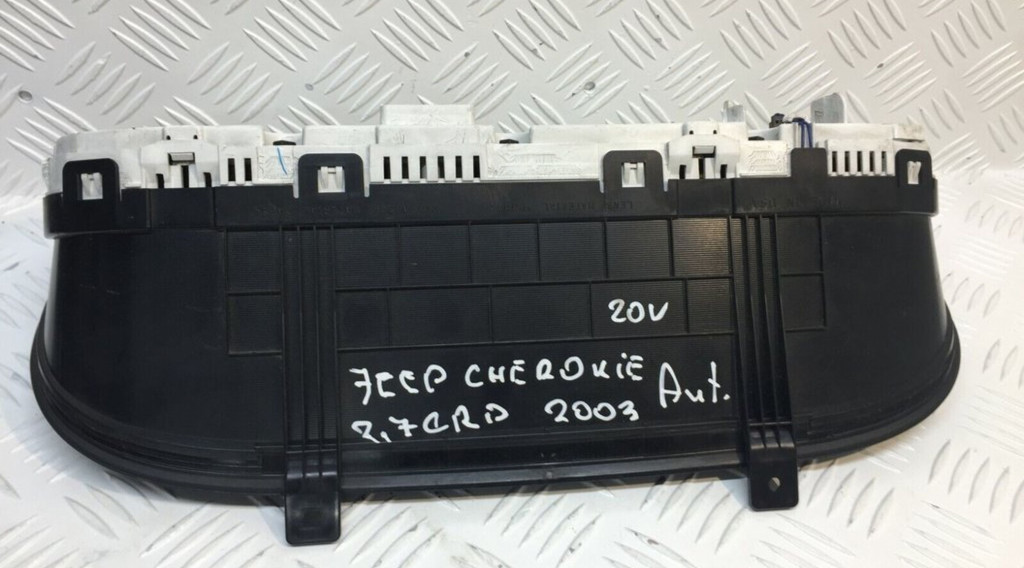 20V
JEEP CHEROKIE Aut.
2,7CRD 2003